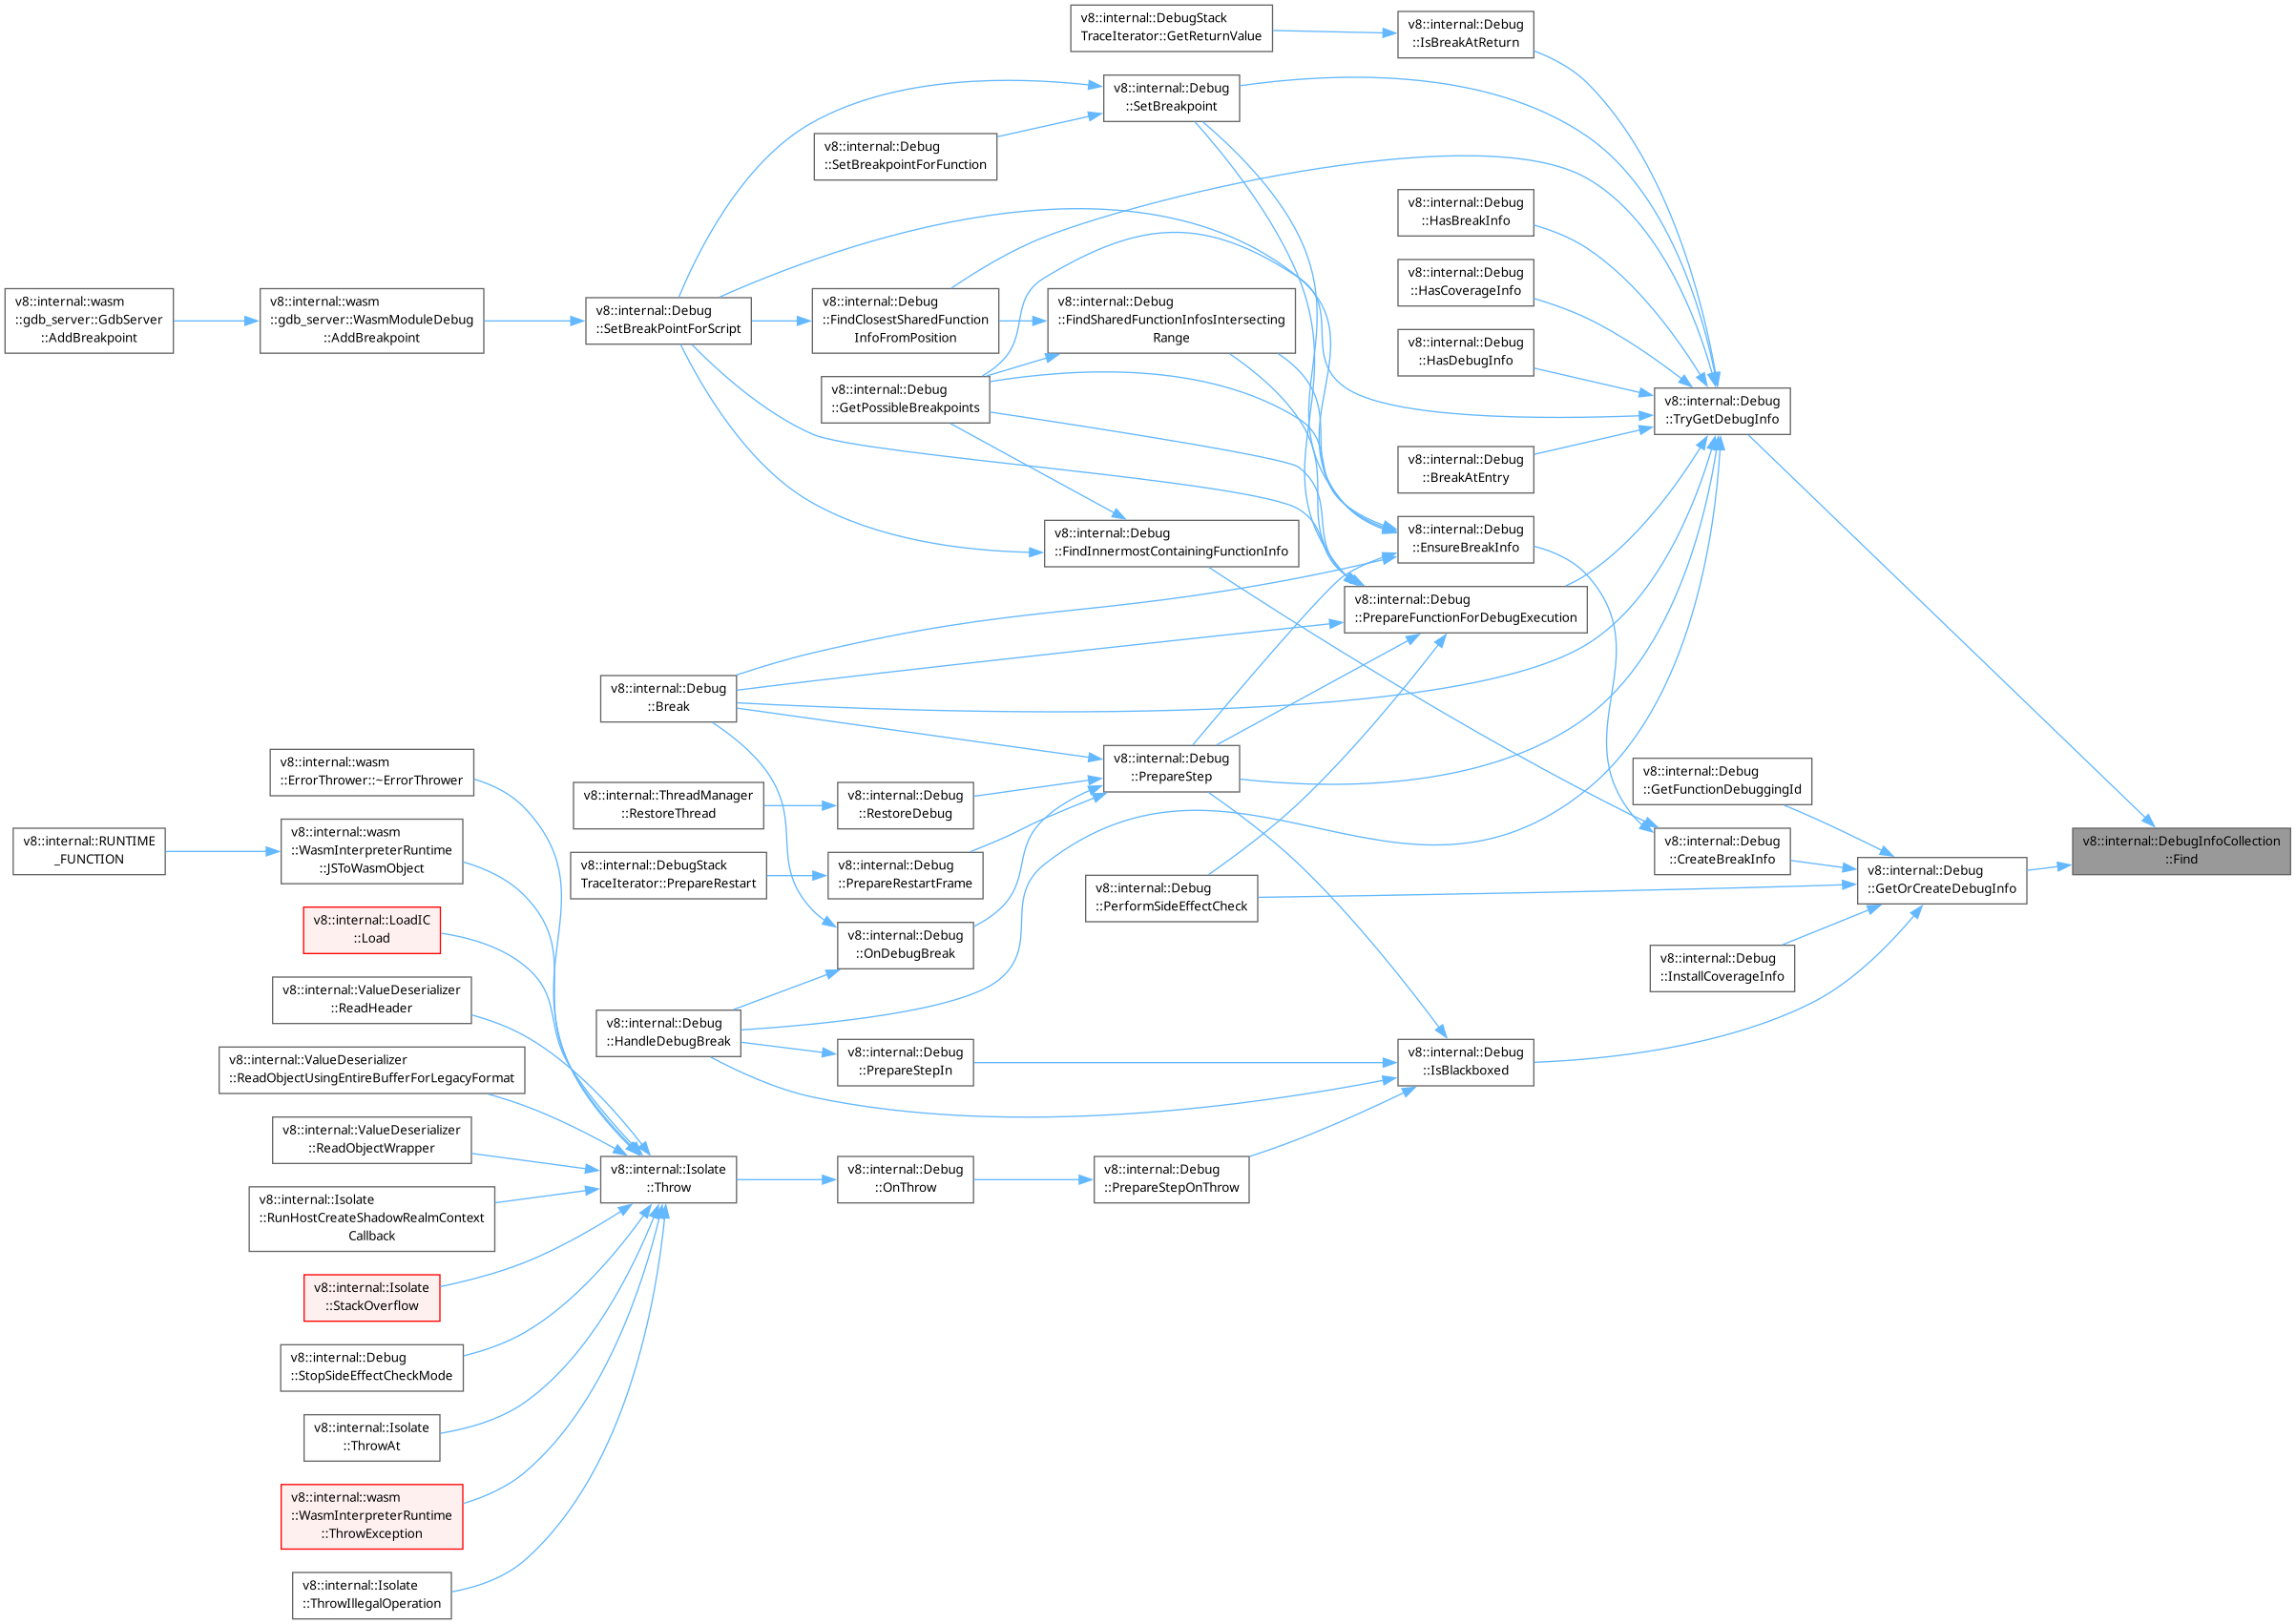 v8::internal::DebugStack
TraceIterator::GetReturnValue
v8::internal::Debug
::IsBreakAtReturn
v8::internal::Debug
::SetBreakpoint
v8::internal::Debug
::SetBreakpointForFunction
v8::internal::Debug
::HasBreakInfo
v8::internal::Debug
::HasCoverageInfo
v8::internal::wasm
::gdb_server::GdbServer
::AddBreakpoint
v8::internal::wasm
::gdb_server::WasmModuleDebug
::AddBreakpoint
v8::internal::Debug
::SetBreakPointForScript
v8::internal::Debug
::FindClosestSharedFunction
InfoFromPosition
v8::internal::Debug
::FindSharedFunctionInfosIntersecting
Range
v8::internal::Debug
::HasDebugInfo
v8::internal::Debug
::GetPossibleBreakpoints
v8::internal::Debug
::TryGetDebugInfo
v8::internal::Debug
::BreakAtEntry
v8::internal::Debug
::FindInnermostContainingFunctionInfo
v8::internal::Debug
::EnsureBreakInfo
v8::internal::Debug
::PrepareFunctionForDebugExecution
v8::internal::Debug
::Break
v8::internal::wasm
::ErrorThrower::~ErrorThrower
v8::internal::Debug
::PrepareStep
v8::internal::Debug
::GetFunctionDebuggingId
v8::internal::ThreadManager
::RestoreThread
v8::internal::Debug
::RestoreDebug
v8::internal::RUNTIME
_FUNCTION
v8::internal::wasm
::WasmInterpreterRuntime
::JSToWasmObject
v8::internal::Debug
::CreateBreakInfo
v8::internal::DebugInfoCollection
::Find
v8::internal::DebugStack
TraceIterator::PrepareRestart
v8::internal::Debug
::PrepareRestartFrame
v8::internal::Debug
::PerformSideEffectCheck
v8::internal::Debug
::GetOrCreateDebugInfo
v8::internal::LoadIC
::Load
v8::internal::Debug
::OnDebugBreak
v8::internal::Debug
::InstallCoverageInfo
v8::internal::ValueDeserializer
::ReadHeader
v8::internal::Debug
::HandleDebugBreak
v8::internal::Debug
::PrepareStepIn
v8::internal::Debug
::IsBlackboxed
v8::internal::ValueDeserializer
::ReadObjectUsingEntireBufferForLegacyFormat
v8::internal::ValueDeserializer
::ReadObjectWrapper
v8::internal::Isolate
::Throw
v8::internal::Debug
::OnThrow
v8::internal::Debug
::PrepareStepOnThrow
v8::internal::Isolate
::RunHostCreateShadowRealmContext
Callback
v8::internal::Isolate
::StackOverflow
v8::internal::Debug
::StopSideEffectCheckMode
v8::internal::Isolate
::ThrowAt
v8::internal::wasm
::WasmInterpreterRuntime
::ThrowException
v8::internal::Isolate
::ThrowIllegalOperation